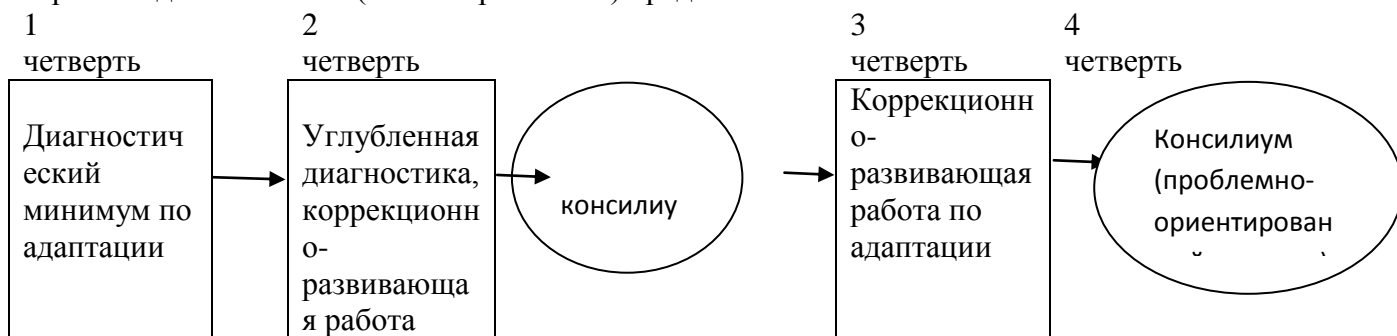 1
четверть
2
четверть
3
четверть
4
четверть
Диагностич
еский
минимум по
адаптации
Углубленная
диагностика,
коррекционн
о-
развивающа
я работа
консилиу
Коррекционн
о-
развивающая
работа по
адаптации
Консилиум
(проблемно-
ориентирован